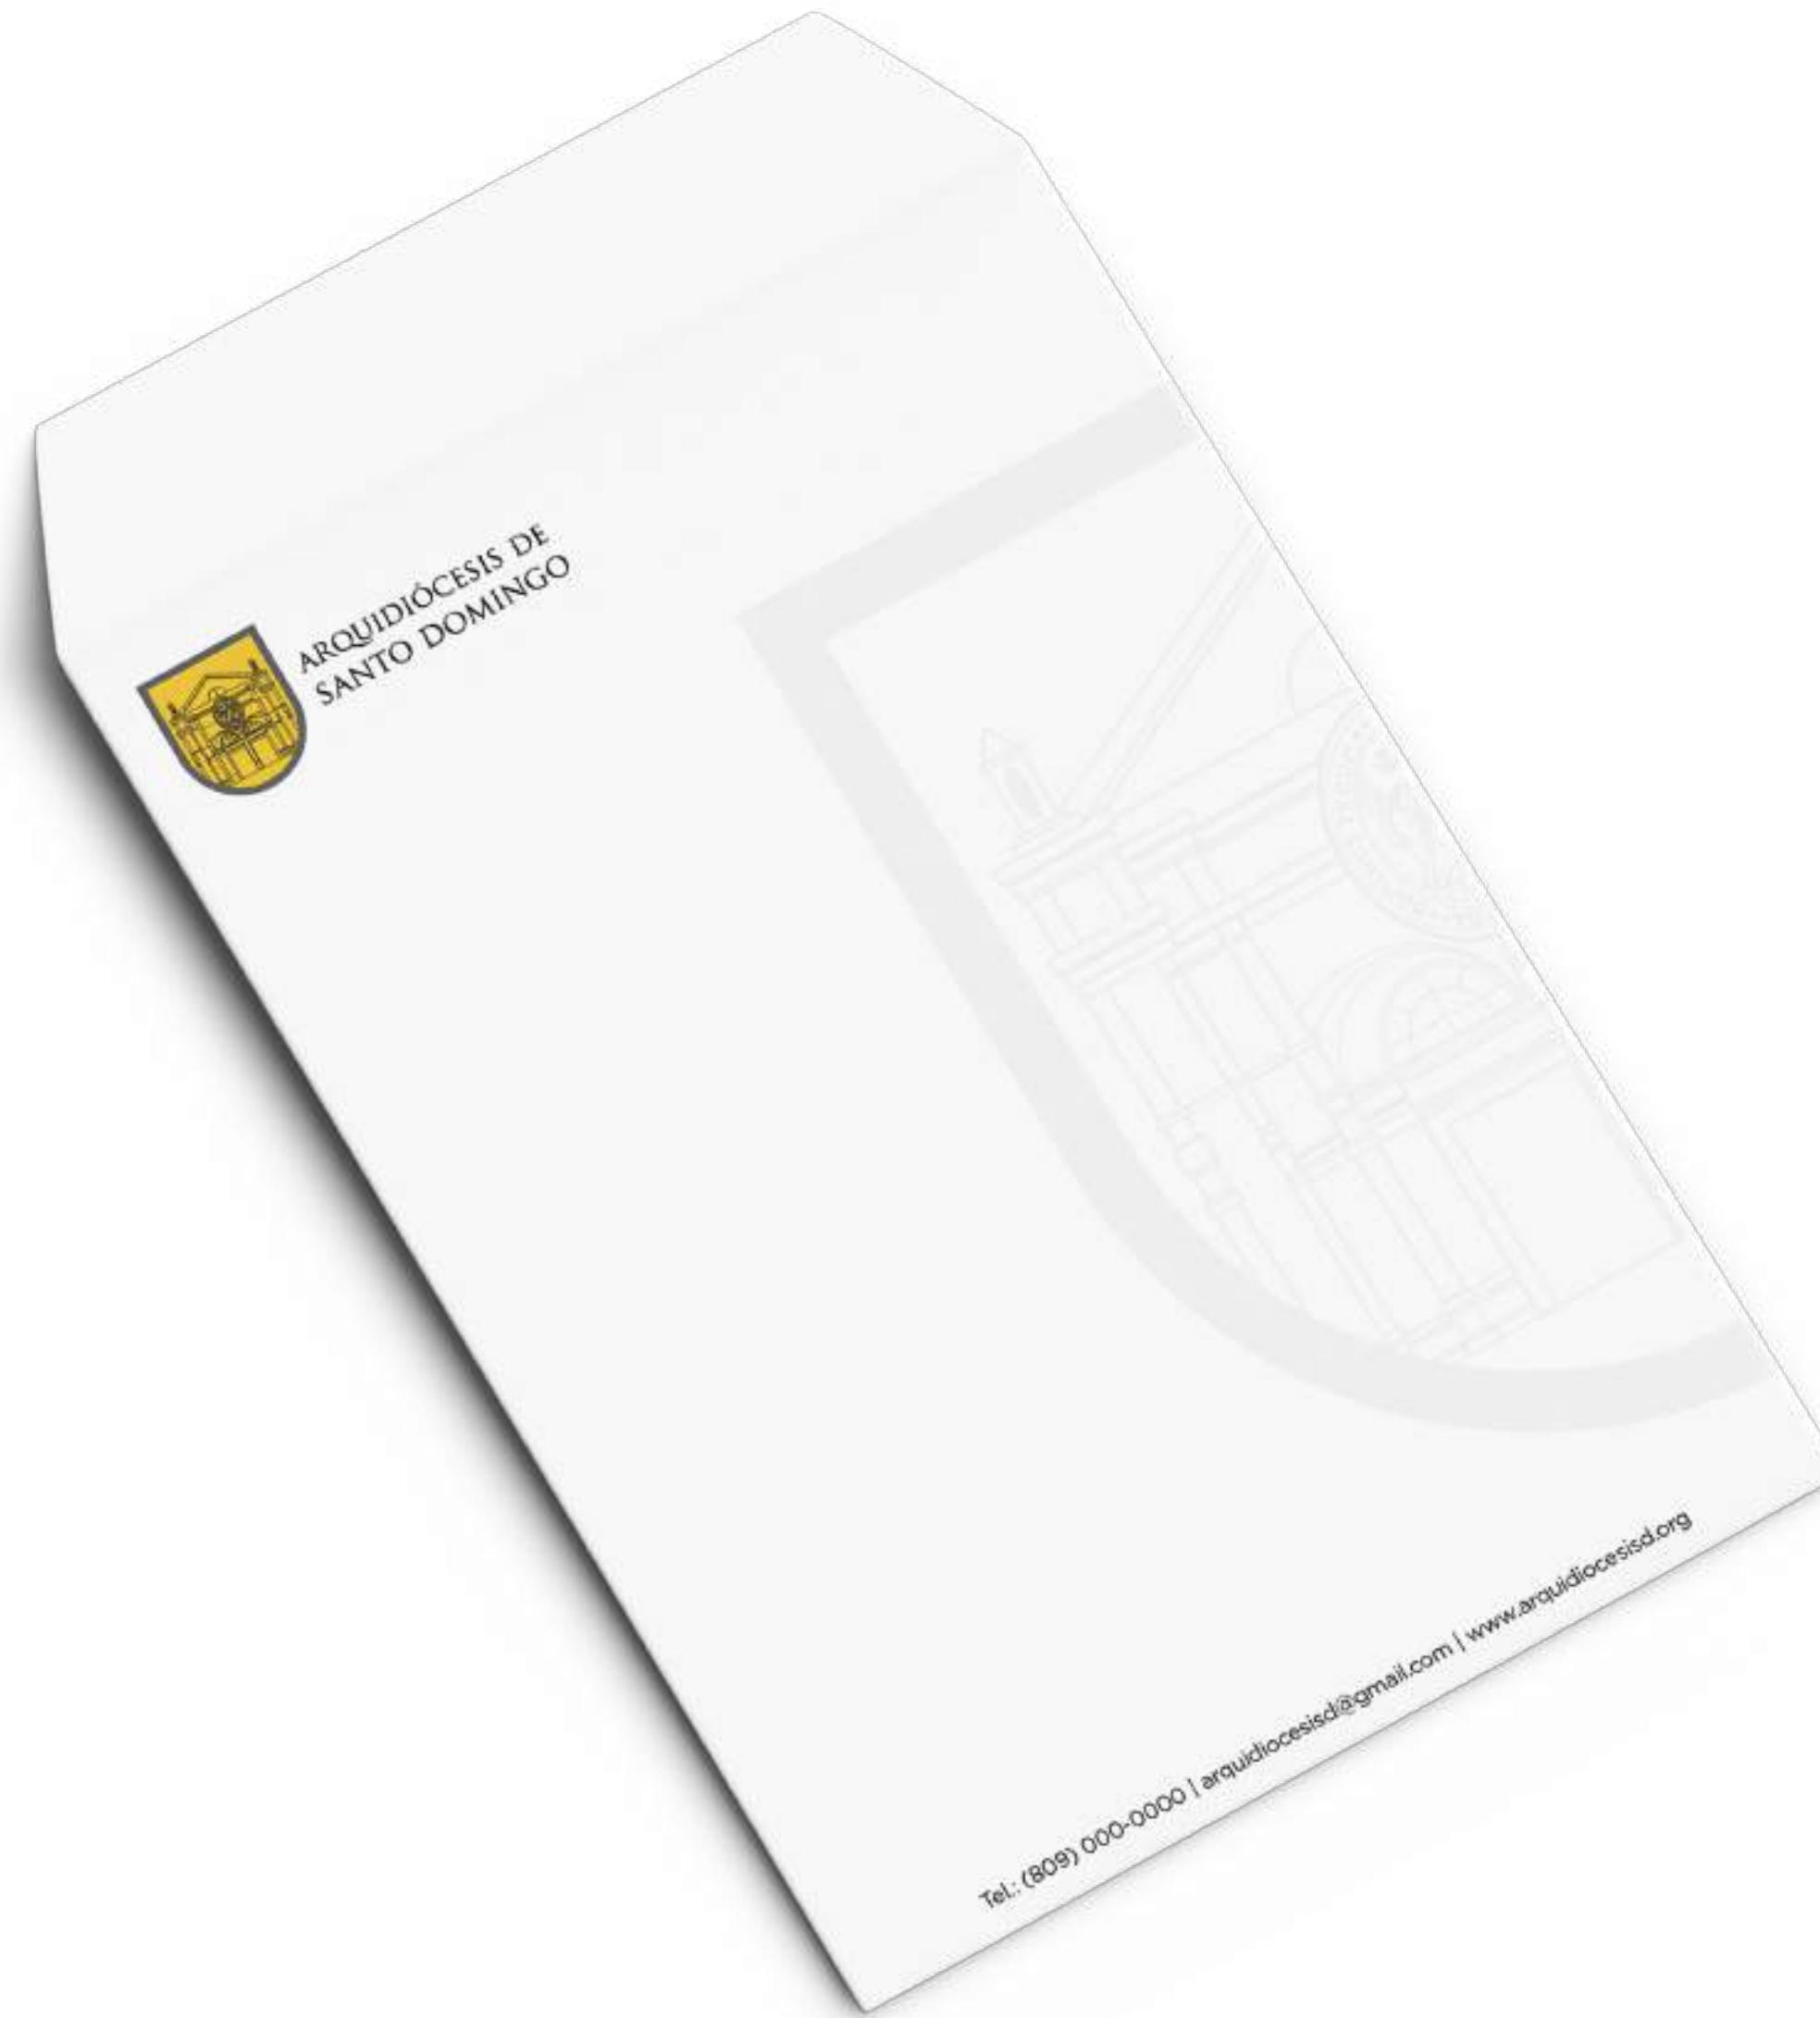 ARQUIDIÓCESIS DE
SANTO DOMINGO
Tel.: (809) 000-0000 | arquidiocesisd@gmail.com | www.arquidiocesisd.org